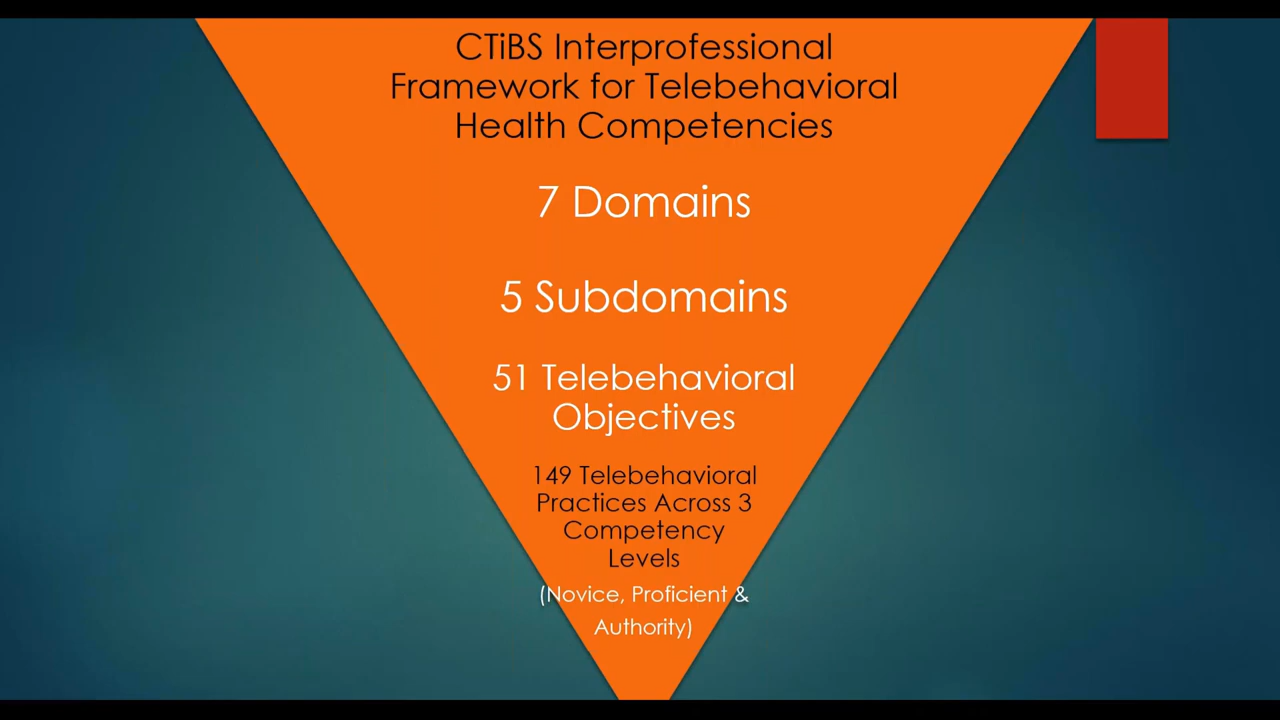 CTiBS Interprofessional
Framework for Telebehavioral
Health Competencies
7 Domains
5 Subdomains
51 Telebehavioral
Objectives
149 Telebehavioral
Practices Across 3
Competency
Levels
(Novice, Proficient &
Authority)